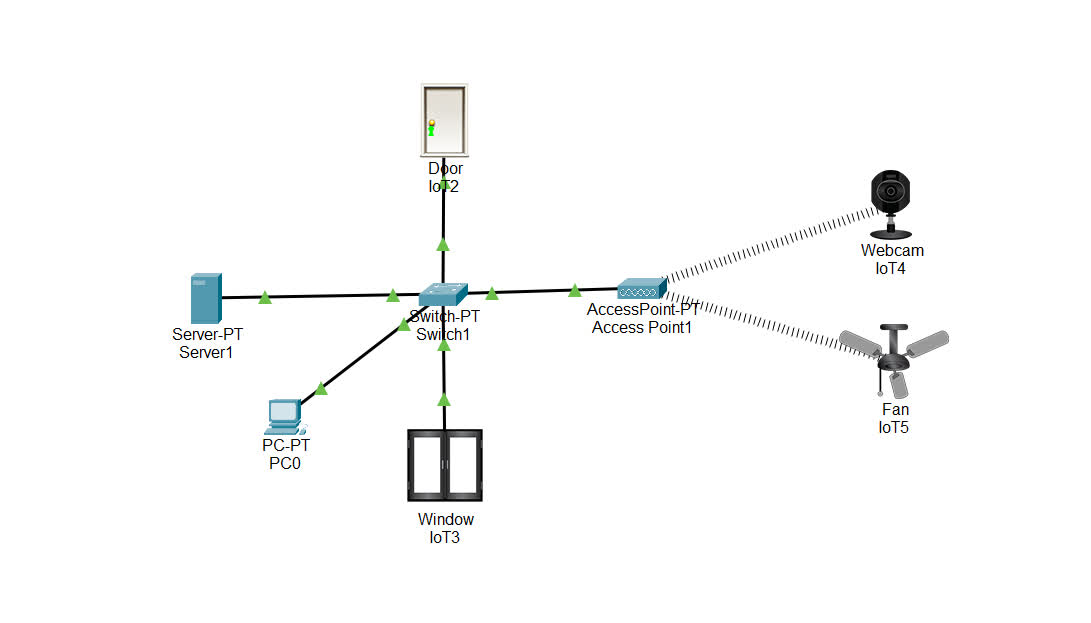 Door
IoT2
Webcam
IoT4
Server-PT
Server1
Switch-PT
Switch1
AccessPoint-PT
Access Point1
Fan
IoT5
PC-PT
PC0
Window
IoT3